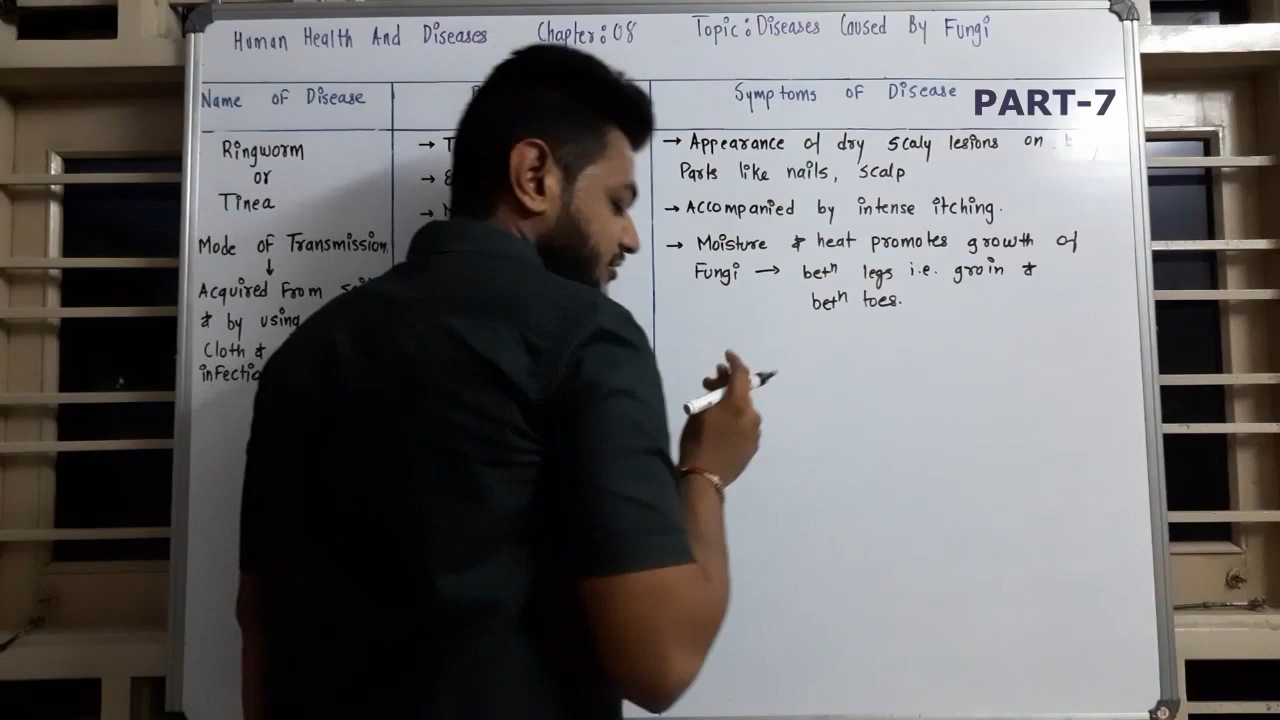 Human Health And Diseases Chapter: 08 Topic: Diseases Caused By Fungi
Name of Disease
Symptoms of Disease
PART-7
Ringworm
or
Tinea
Mode of Transmission
↓
Acquired from
& by using
Cloth &
→ T
→
→
→ Appearance of dry scaly lesions on
Parts like nails, scalp
→ Accompanied by intense itching.
→ Moisture & heat promotes growth of
Fungi → betn legs i.e. groin &
betn toes.